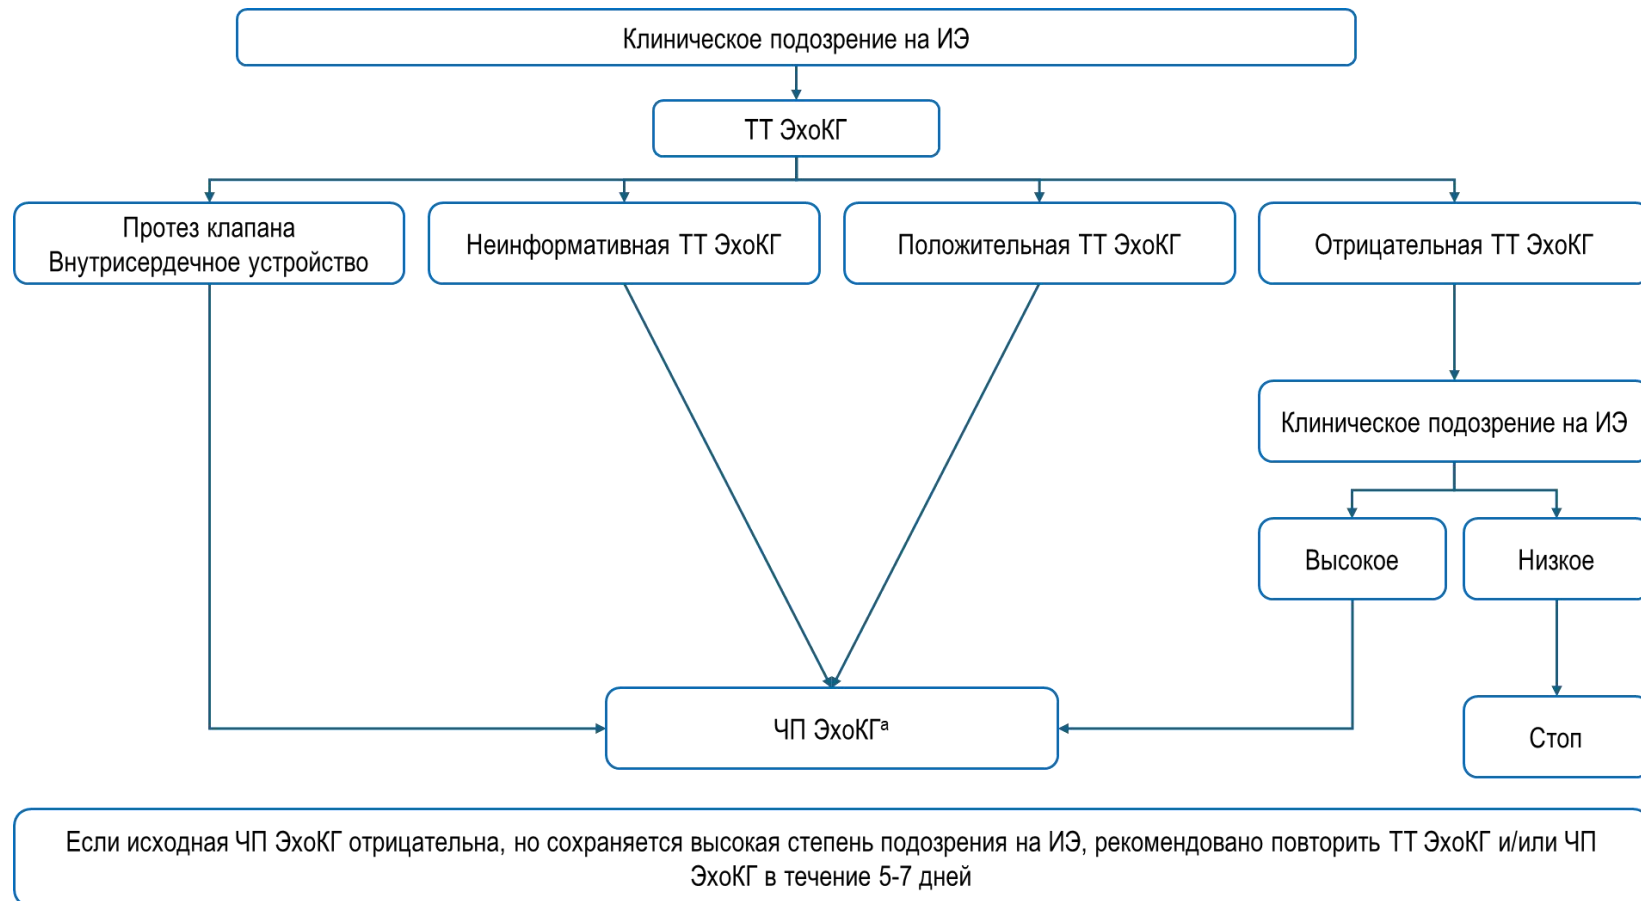 Клиническое подозрение на ИЭ
ТТ ЭхоКГ
Протез клапана
Внутрисердечное устройство
Неинформативная ТТ ЭхоКГ
Положительная ТТ ЭхоКГ
Отрицательная ТТ ЭхоКГ
Клиническое подозрение на ИЭ
Высокое
Низкое
ЧП ЭхоКГᵃ
Стоп
Если исходная ЧП ЭхоКГ отрицательна, но сохраняется высокая степень подозрения на ИЭ, рекомендовано повторить ТТ ЭхоКГ и/или ЧП
ЭхоКГ в течение 5-7 дней